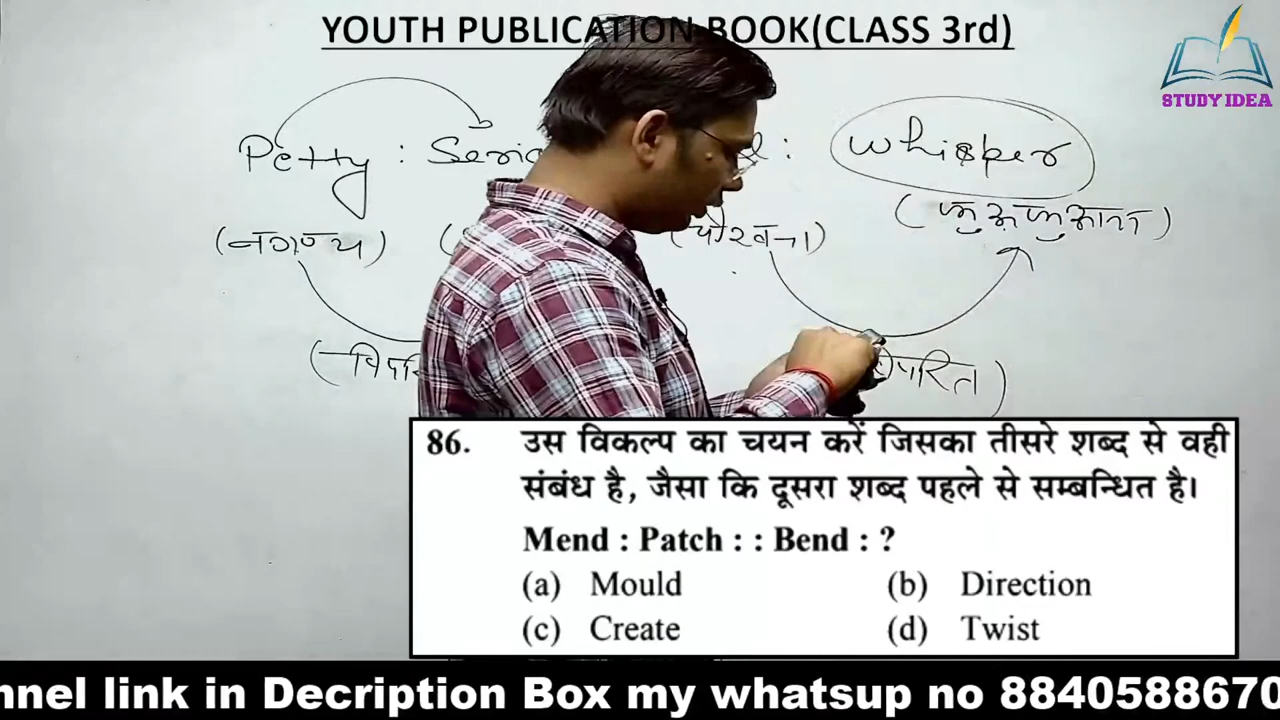 YOUTH PUBLICATION BOOK(CLASS 3rd)
STUDY IDEA
Petty : : Whisper
(नगण्य)
86. उस विकल्प का चयन करें जिसका तीसरे शब्द से वही
संबंध है, जैसा कि दूसरा शब्द पहले से सम्बन्धित है।
Mend : Patch : : Bend : ?
(a) Mould (b) Direction
(c) Create (d) Twist
nnel link in Decription Box my whatsup no 8840588670